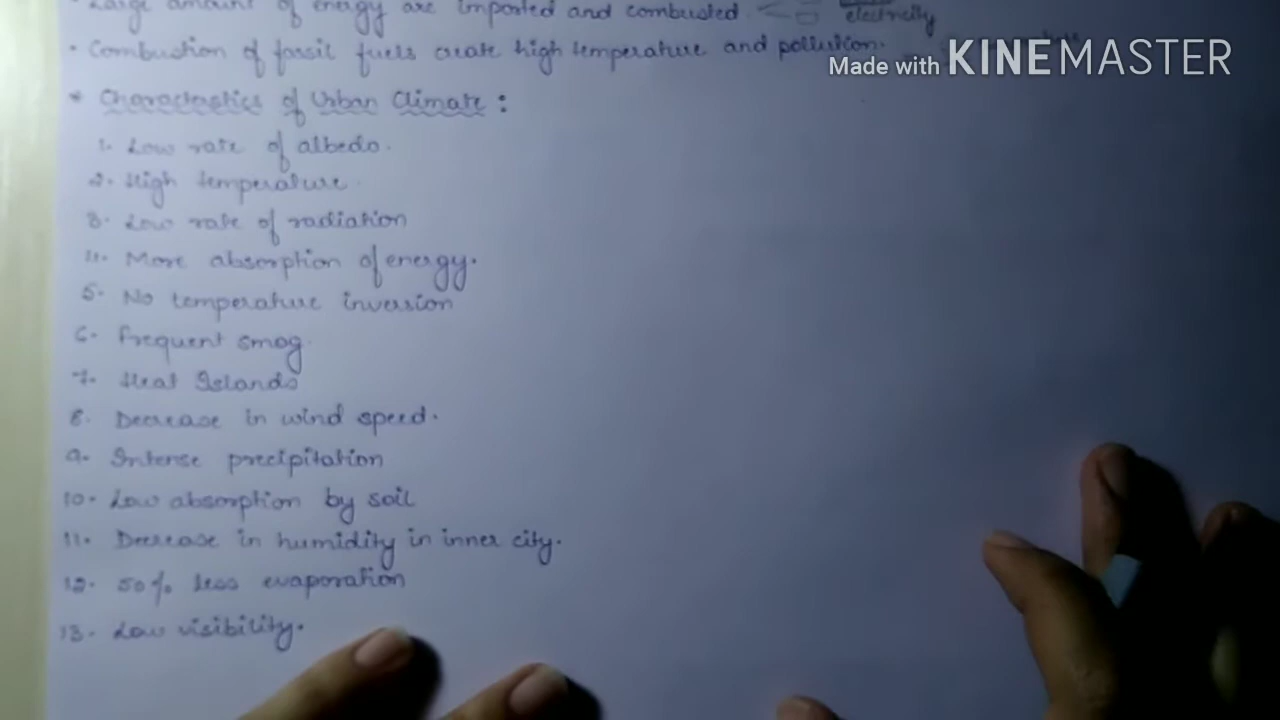 Large amount of energy are imported and combusted. electricity
• Combustion of fossil fuels create high temperature and pollution.
Made with KINEMASTER
* Charactastics of Urban Climate :
1. Low rate of albedo.
2. High temperature.
3. Low rate of radiation
4. More absorption of energy.
5. No temperature inversion
6. Frequent smog
7. Heat Islands
8. Decrease in wind speed.
9. Intense precipitation
10. Low absorption by soil
11. Decrease in humidity in inner city.
12. 50% less evaporation
13. Low visibility.